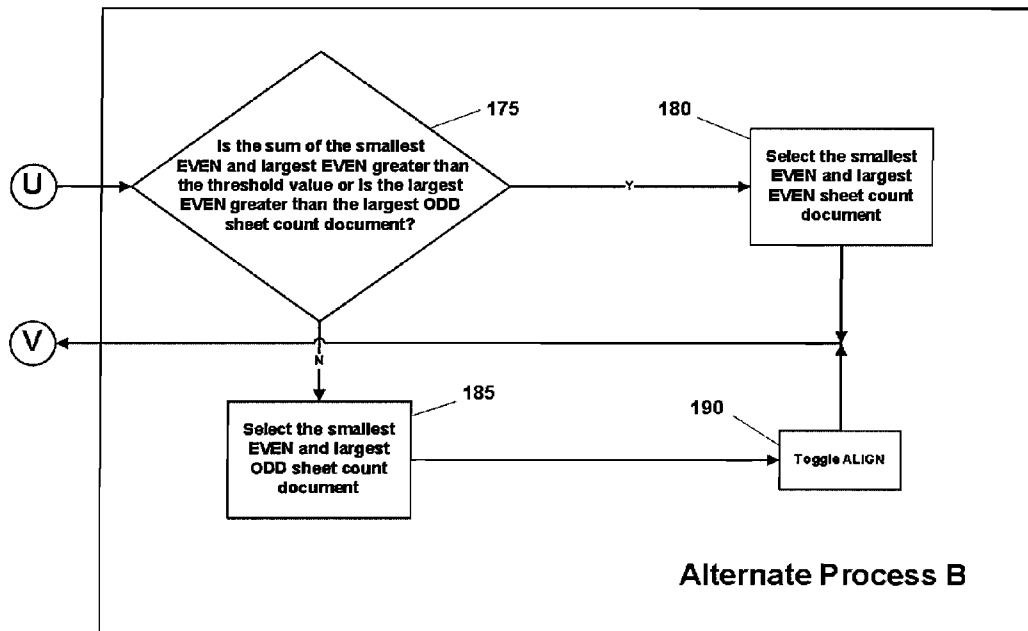 175
180
Is the sum of the smallest
EVEN and largest EVEN greater than
the threshold value or is the largest
EVEN greater than the largest ODD
sheet count document?
U
Y
Select the smallest
EVEN and largest
EVEN sheet count
document
V
N
185
190
Select the smallest
EVEN and largest
ODD sheet count
document
Toggle ALIGN
Alternate Process B